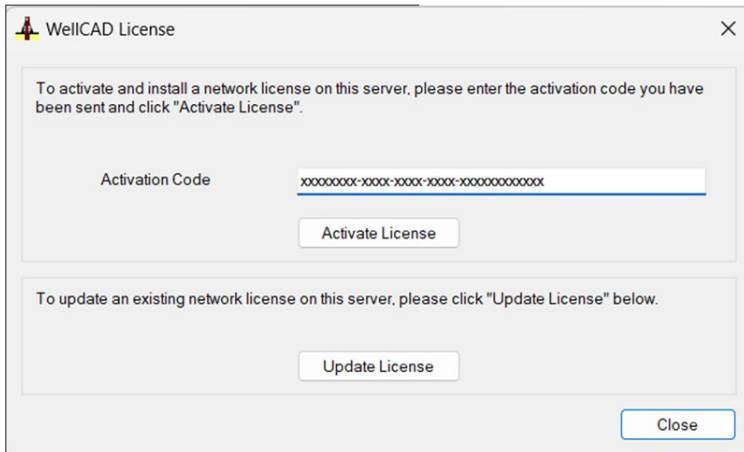 WellCAD License
To activate and install a network license on this server, please enter the activation code you have
been sent and click "Activate License".
Activation Code
xxxxxxxx-xxxx-xxxx-xxxx-xxxxxxxxxxxx
Activate License
To update an existing network license on this server, please click "Update License" below.
Update License
Close